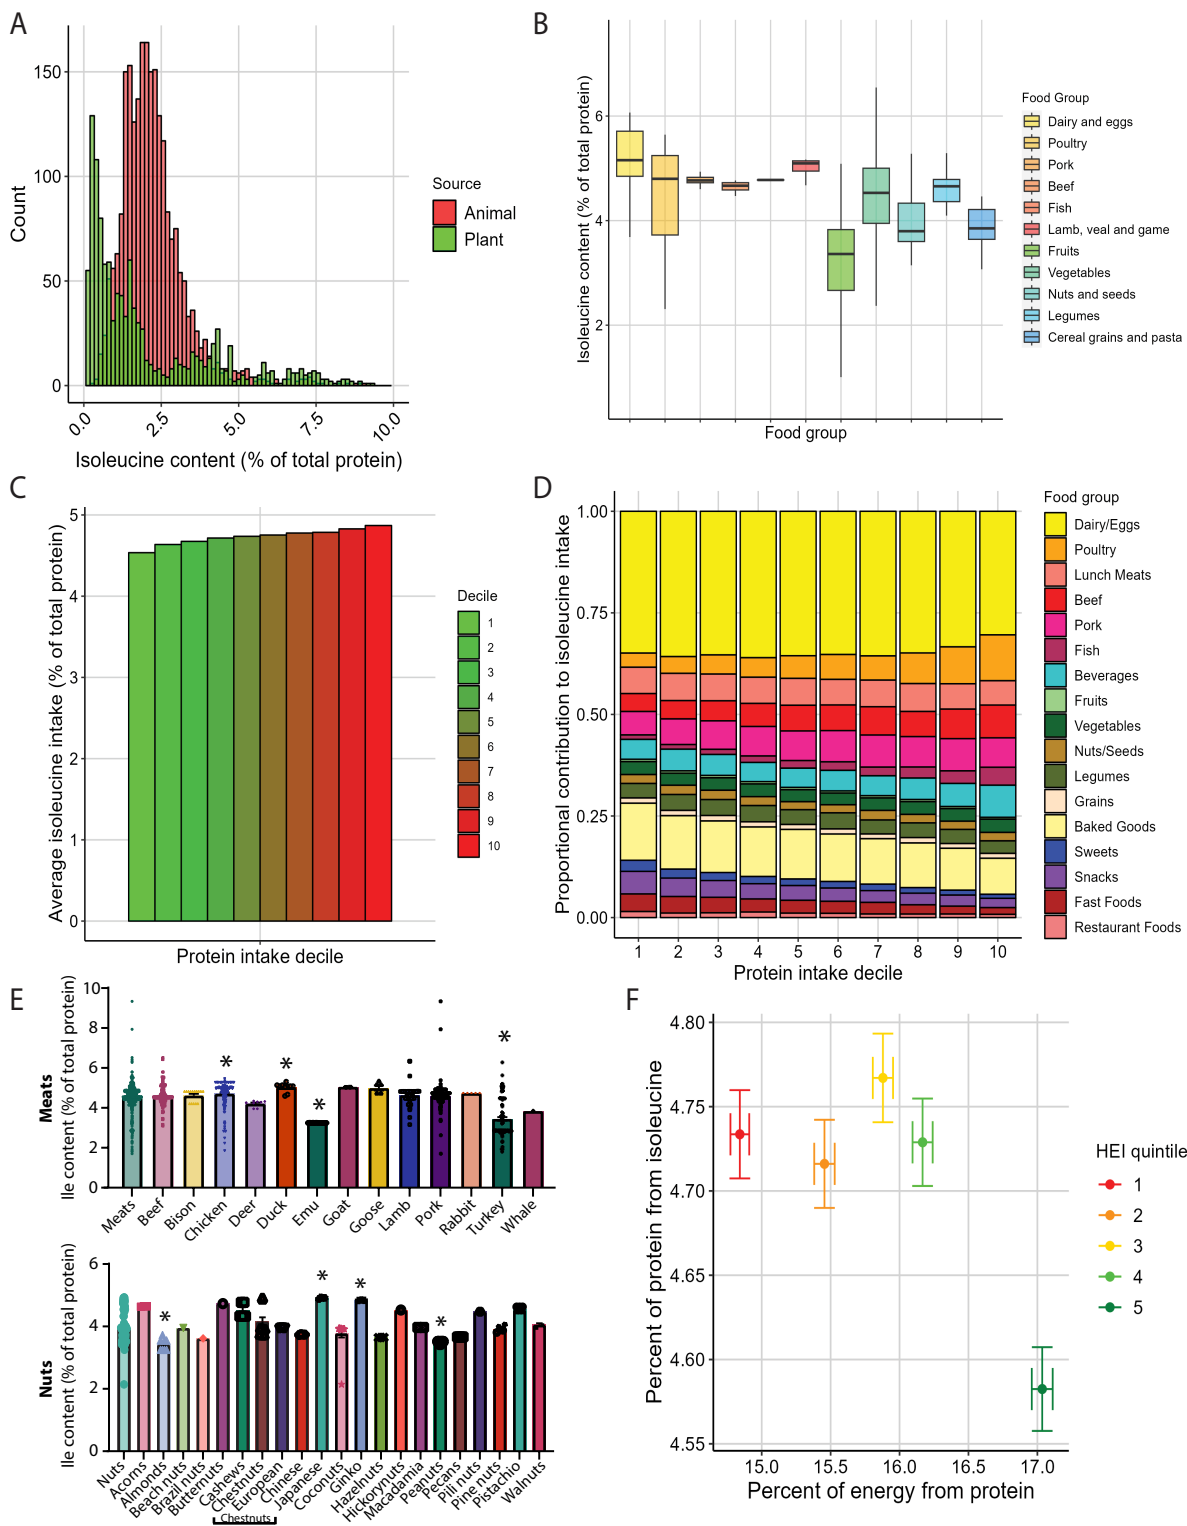 A
Count
150
100
50
0
0.0
2.5
5.0
7.5
10.0
Isoleucine content (% of total protein)
Source
Animal
Plant
B
Isoleucine content (% of total protein)
6
4
2
Food group
Food Group
Dairy and eggs
Poultry
Pork
Beef
Fish
Lamb, veal and game
Fruits
Vegetables
Nuts and seeds
Legumes
Cereal grains and pasta
C
Average isoleucine intake (% of total protein)
5
4
3
2
1
0
Protein intake decile
Decile
1
2
3
4
5
6
7
8
9
10
D
Proportional contribution to isoleucine intake
1.00
0.75
0.50
0.25
0.00
1 2 3 4 5 6 7 8 9 10
Protein intake decile
Food group
Dairy/Eggs
Poultry
Lunch Meats
Beef
Pork
Fish
Beverages
Fruits
Vegetables
Nuts/Seeds
Legumes
Grains
Baked Goods
Sweets
Snacks
Fast Foods
Restaurant Foods
E
Meats
Ile content (% of total protein)
10
8
6
4
2
0
* * * *
Meats
Beef
Bison
Chicken
Deer
Duck
Emu
Goat
Goose
Lamb
Pork
Rabbit
Turkey
Whale
Nuts
Ile content (% of total protein)
6
4
2
0
* * * *
Nuts
Acorns
Almonds
Beach nuts
Brazil nuts
Butternuts
Cashews
Chestnuts
European
Chinese
Japanese
Coconuts
Ginko
Hazelnuts
Hickorynuts
Macadamia
Peanuts
Pecans
Pili nuts
Pine nuts
Pistachio
Walnuts
Chestnuts
F
Percent of protein from isoleucine
4.80
4.75
4.70
4.65
4.60
4.55
15.0 15.5 16.0 16.5 17.0
Percent of energy from protein
HEI quintile
1
2
3
4
5